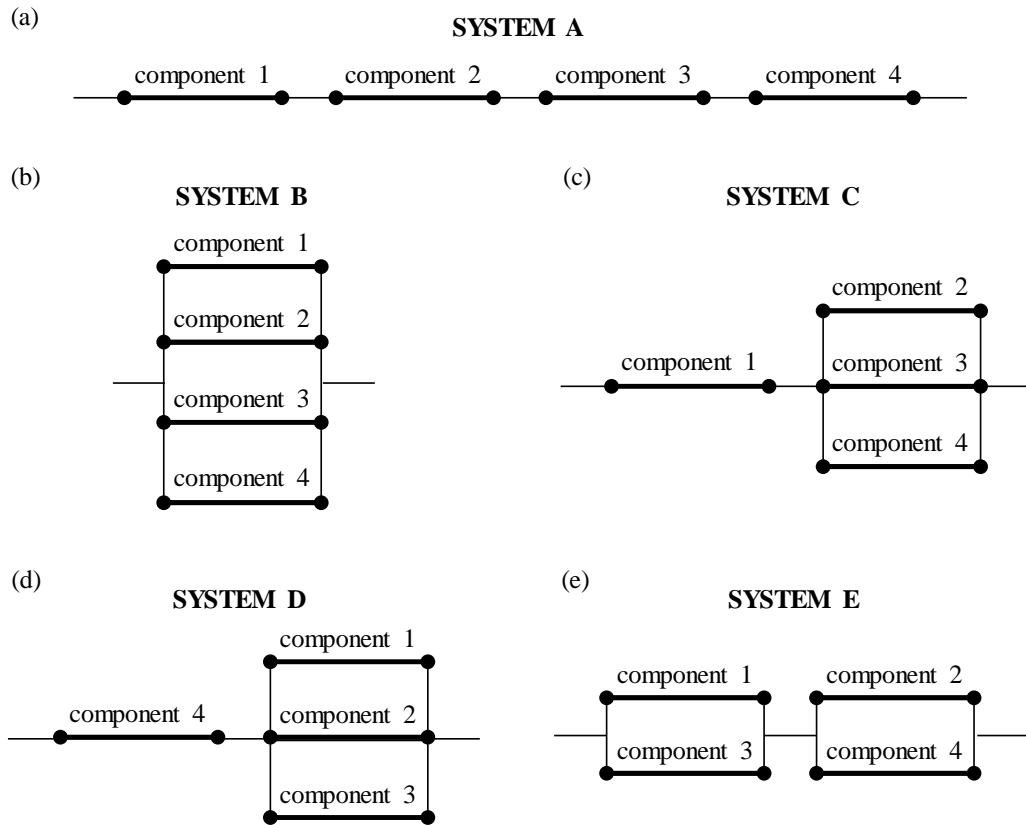 (a)
SYSTEM A
component 1 component 2 component 3 component 4
(b)
SYSTEM B
component 1
component 2
component 3
component 4
(c)
SYSTEM C
component 2
component 1 component 3
component 4
(d)
SYSTEM D
component 1
component 4 component 2
component 3
(e)
SYSTEM E
component 1 component 2
component 3 component 4